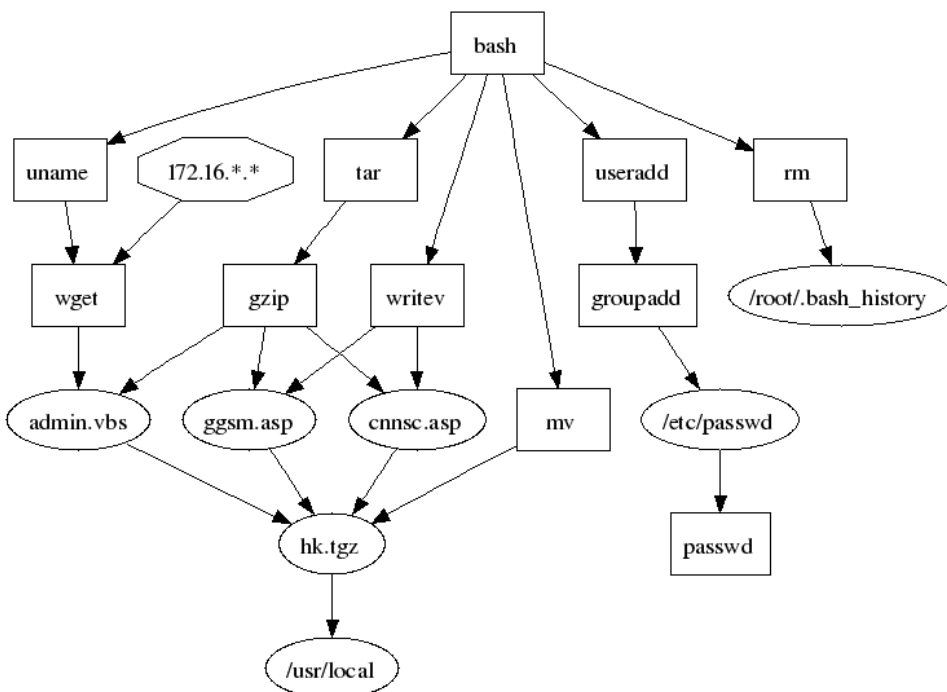 bash
uname
172.16.*.*
tar
useradd
rm
wget
gzip
writev
groupadd
/root/.bash_history
admin.vbs
ggsm.asp
cnnsc.asp
mv
/etc/passwd
hk.tgz
passwd
/usr/local